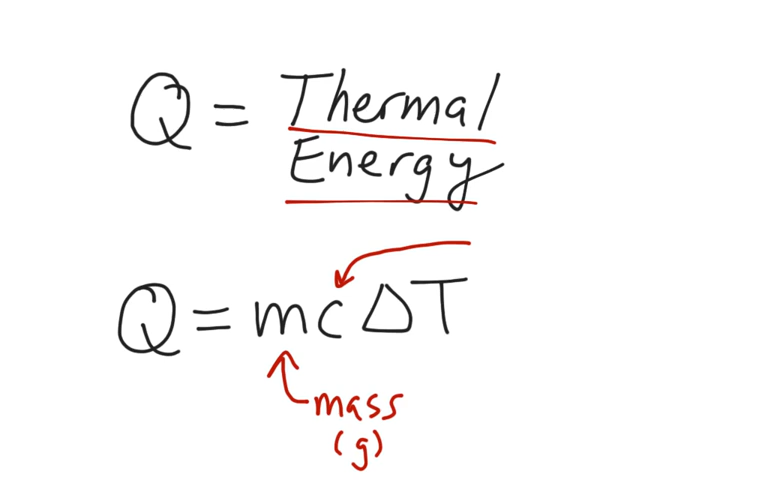 Q = Thermal
Energy
Q = mcΔT
mass
(g)